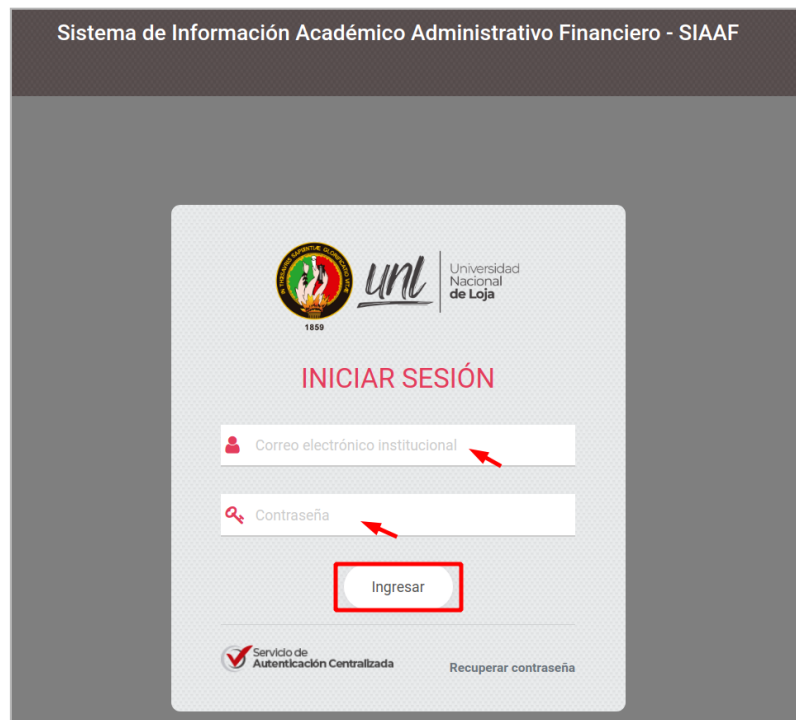 Sistema de Información Académico Administrativo Financiero - SIAAF
unl
Universidad
Nacional
de Loja
1859
INICIAR SESIÓN
Correo electrónico institucional
Contraseña
Ingresar
Servicio de
Autenticación Centralizada
Recuperar contraseña